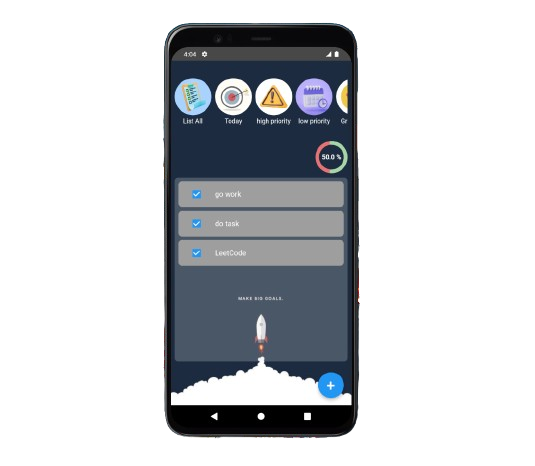 4:04
List All Today high priority low priority Gr
50.0 %
go work
do task
LeetCode
MAKE BIG GOALS,
+